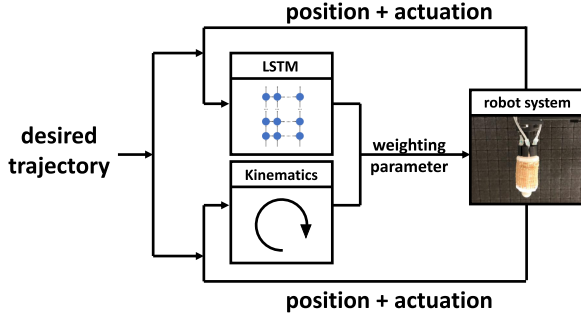 position + actuation
LSTM
robot system
desired
trajectory
weighting
parameter
Kinematics
position + actuation